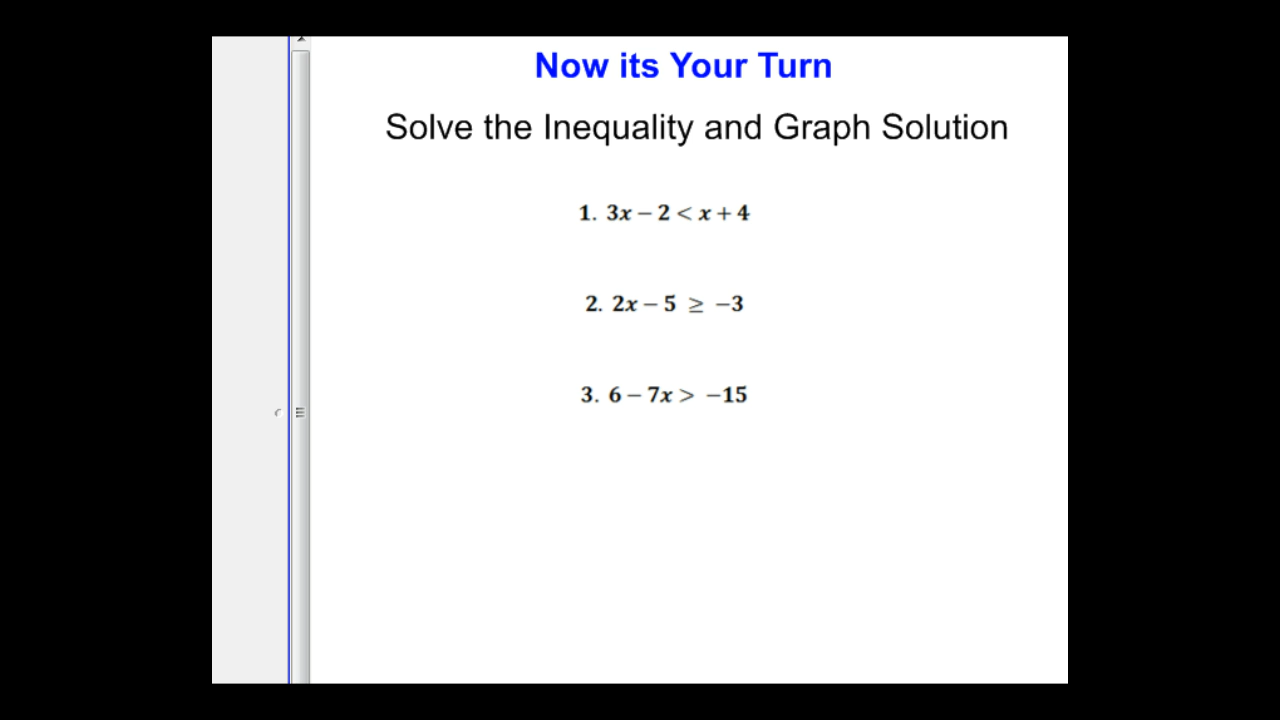 Now its Your Turn
Solve the Inequality and Graph Solution
1. 3x − 2 < x + 4
2. 2x − 5 ≥ −3
3. 6 − 7x > −15